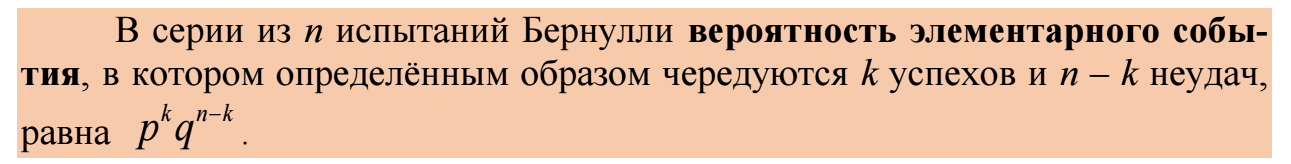 В серии из n испытаний Бернулли вероятность элементарного собы-
тия, в котором определённым образом чередуются k успехов и n – k неудач,
равна p^k q^{n−k}.